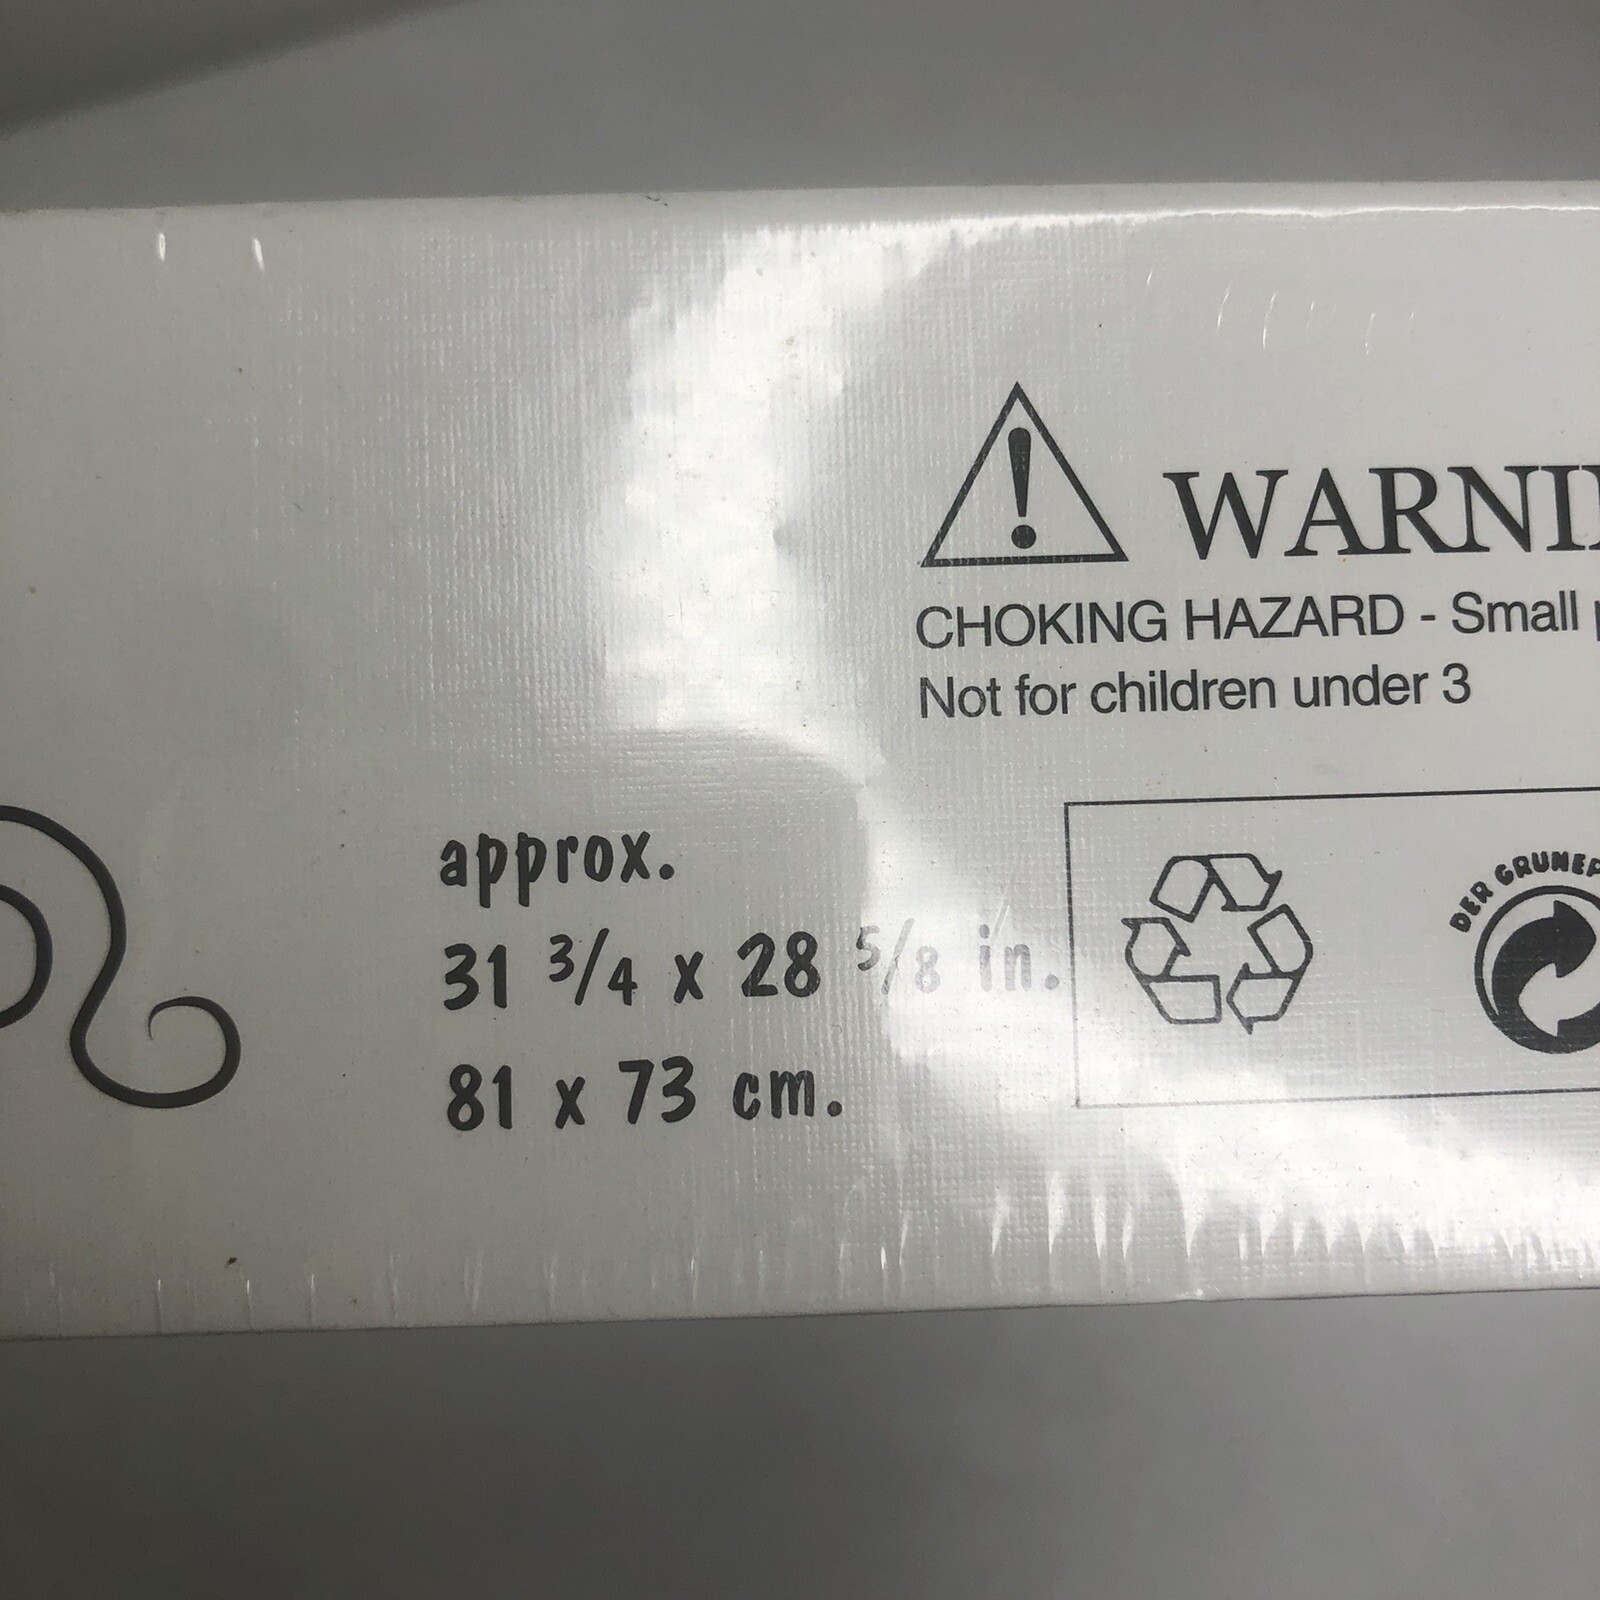 WARNI
CHOKING HAZARD - Small
Not for children under 3
approx.
31 3/4 x 28 5/8 in.
81 x 73 cm.
DER GRÜNE